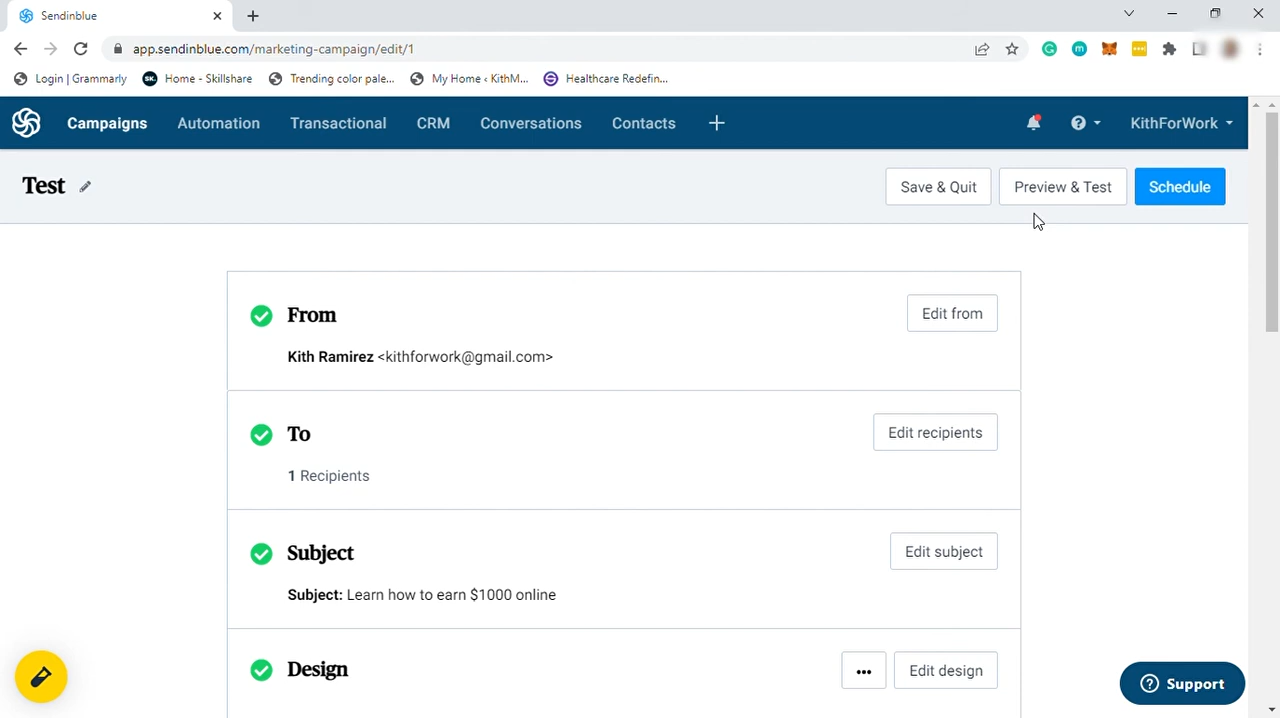 Sendinblue
app.sendinblue.com/marketing-campaign/edit/1
Login | Grammarly
SK.
Home - Skillshare
Trending color pale...
My Home ‹ KithM...
Healthcare Redefin...
Campaigns
Automation
Transactional
CRM
Conversations
Contacts
KithForWork
Test
Save & Quit
Preview & Test
Schedule
From
Edit from
Kith Ramirez <kithforwork@gmail.com>
To
Edit recipients
1 Recipients
Subject
Edit subject
Subject: Learn how to earn $1000 online
Design
...
Edit design
Support